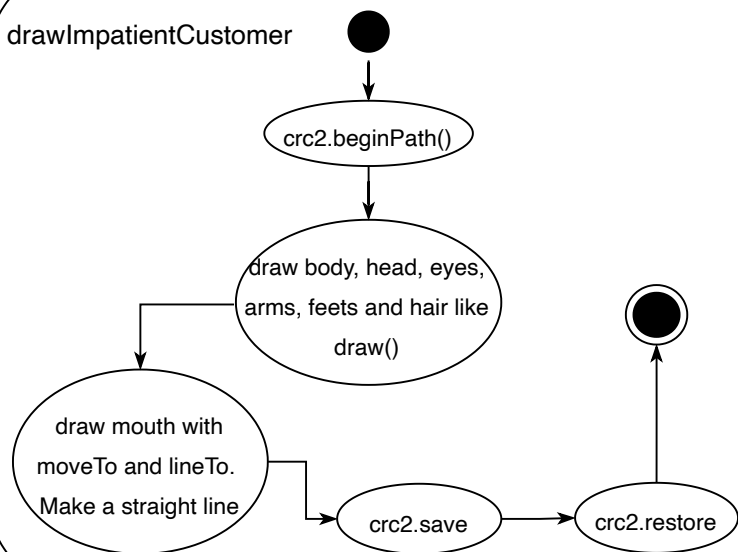 drawImpatientCustomer
crc2.beginPath()
draw body, head, eyes,
arms, feets and hair like
draw()
draw mouth with
moveTo and lineTo.
Make a straight line
crc2.save
crc2.restore